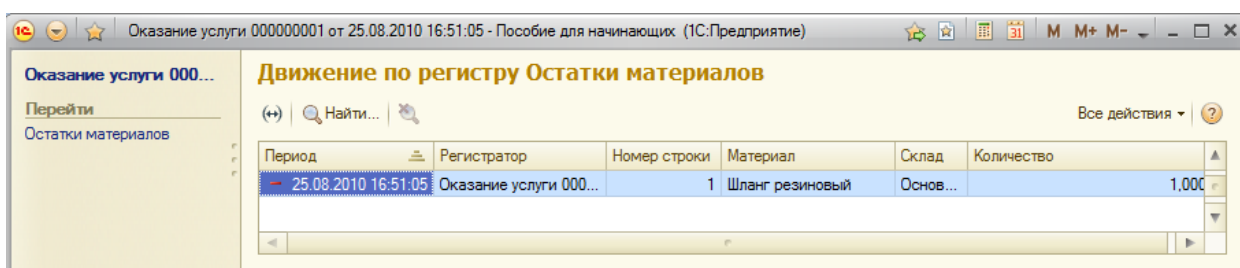 Оказание услуги 000000001 от 25.08.2010 16:51:05 - Пособие для начинающих (1С:Предприятие)
31 M M+ M-
Оказание услуги 000...
Перейти
Остатки материалов
Движение по регистру Остатки материалов
Найти...
Все действия
Период Регистратор Номер строки Материал Склад Количество
25.08.2010 16:51:05 Оказание услуги 000... 1 Шланг резиновый Основ... 1,000